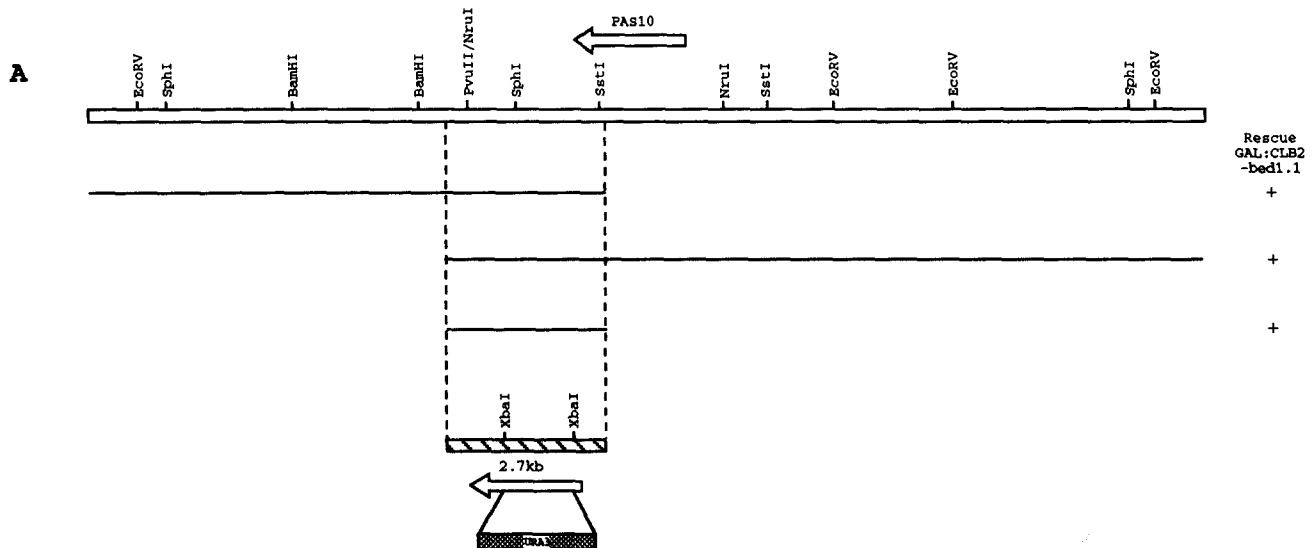 A
PAS10
EcoRV
SphI
BamHI
BamHI
PvuII/NruI
SphI
SstI
NruI
SstI
EcoRV
EcoRV
SphI
EcoRV
Rescue
GAL:CLB2
-bed1.1
+
+
+
XbaI
XbaI
2.7kb
URA3